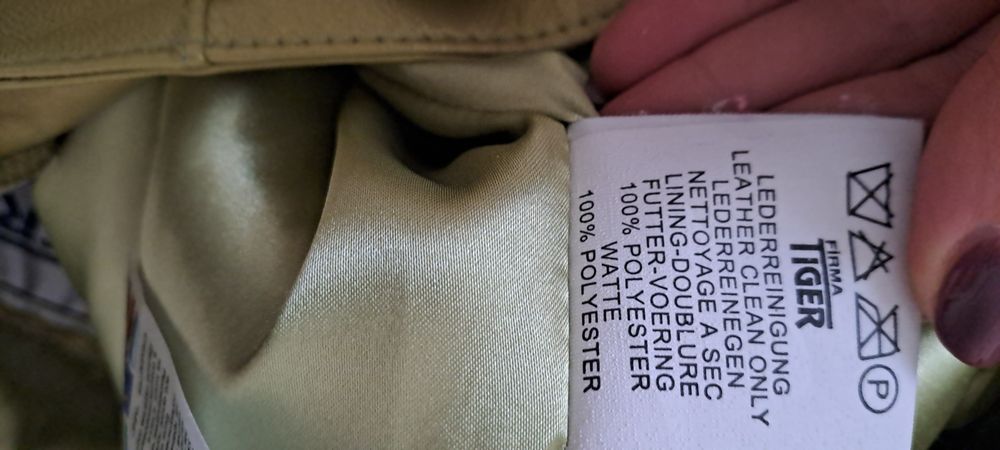 P
FIRMA
TIGER
LEDERREINIGUNG
LEATHER CLEAN ONLY
LEDERREINEGEN
NETTOYAGE A SEC
LINING-DOUBLURE
FUTTER-VOERING
100% POLYESTER
WATTE
100% POLYESTER